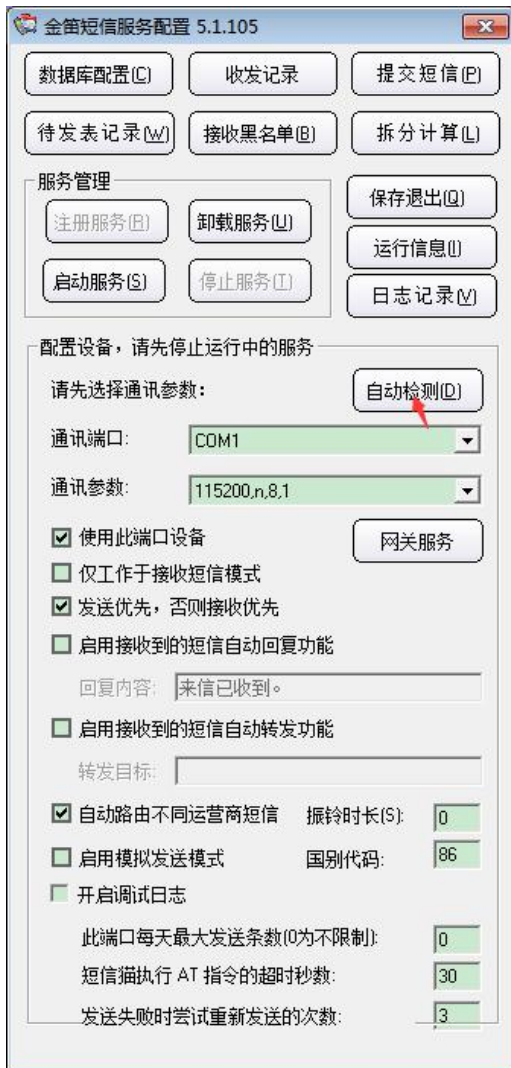 金笛短信服务配置 5.1.105
数据库配置(C) 收发记录 提交短信(P)
待发表记录(W) 接收黑名单(B) 拆分计算(L)
服务管理
注册服务(R) 卸载服务(U) 保存退出(Q)
运行信息(I)
启动服务(S) 停止服务(T) 日志记录(V)
配置设备，请先停止运行中的服务
请先选择通讯参数： 自动检测(D)
通讯端口: COM1
通讯参数: 115200,n,8,1
使用此端口设备 网关服务
仅工作于接收短信模式
发送优先，否则接收优先
启用接收到的短信自动回复功能
回复内容: 来信已收到。
启用接收到的短信自动转发功能
转发目标:
自动路由不同运营商短信 振铃时长(S): 0
启用模拟发送模式 国别代码: 86
开启调试日志
此端口每天最大发送条数(0为不限制): 0
短信猫执行 AT 指令的超时秒数: 30
发送失败时尝试重新发送的次数: 3